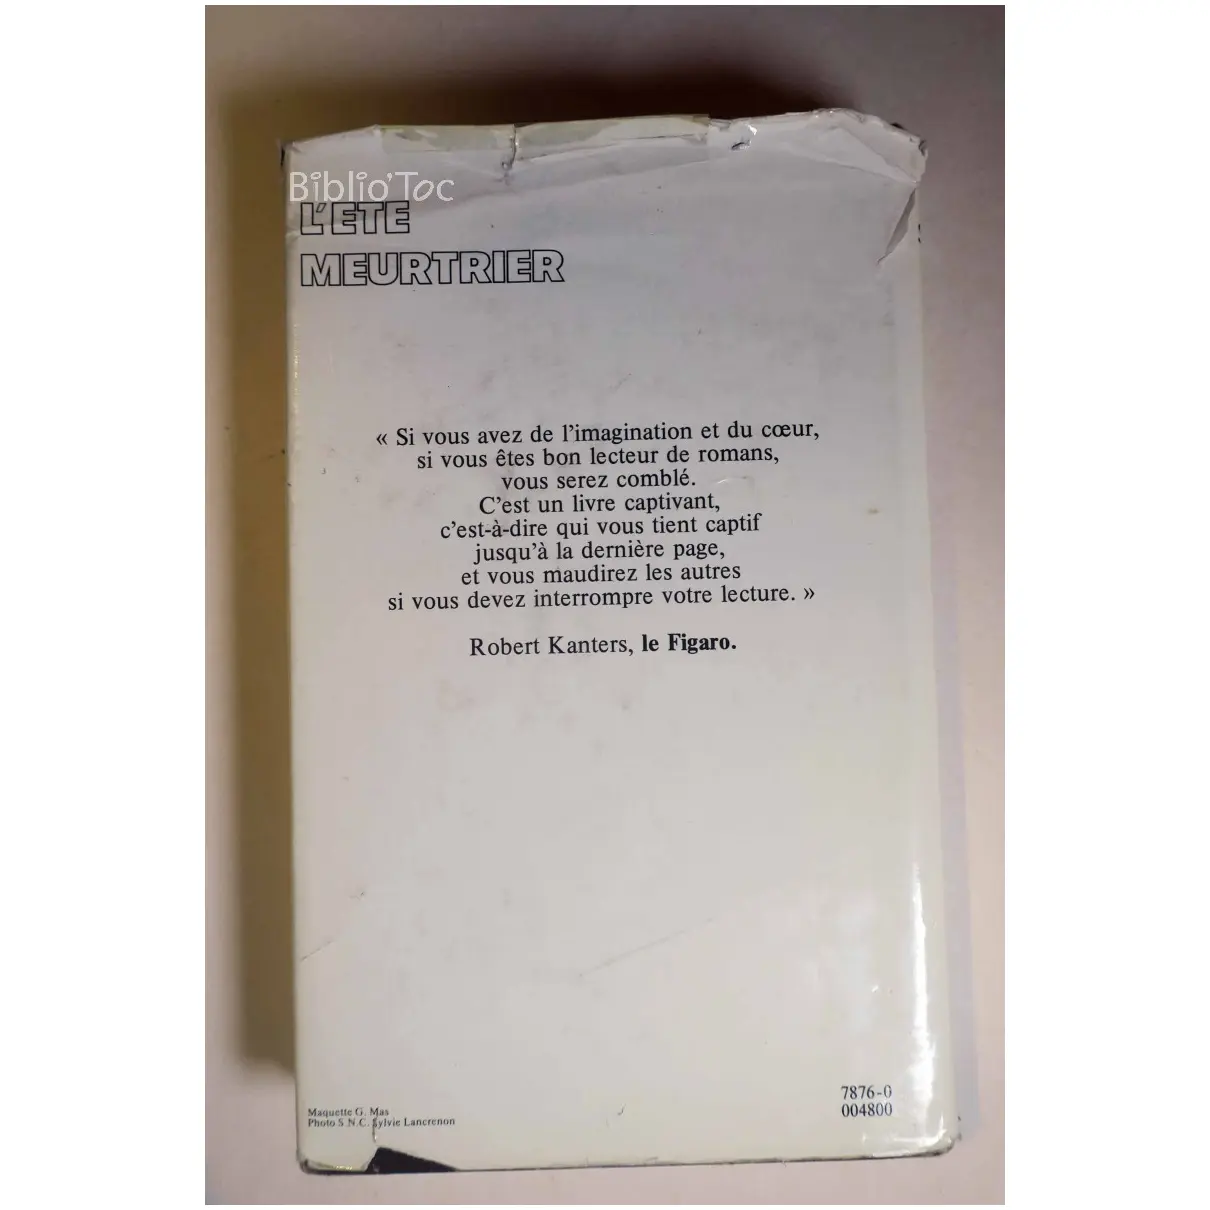 Biblio'Toc
L'ETE
MEURTRIER
« Si vous avez de l'imagination et du cœur,
si vous êtes bon lecteur de romans,
vous serez comblé.
C'est un livre captivant,
c'est-à-dire qui vous tient captif
jusqu'à la dernière page,
et vous maudirez les autres
si vous devez interrompre votre lecture. »
Robert Kanters, le Figaro.
Maquette G. Mas
Photo S.N.C. Sylvie Lancrenon
7876-0
004800